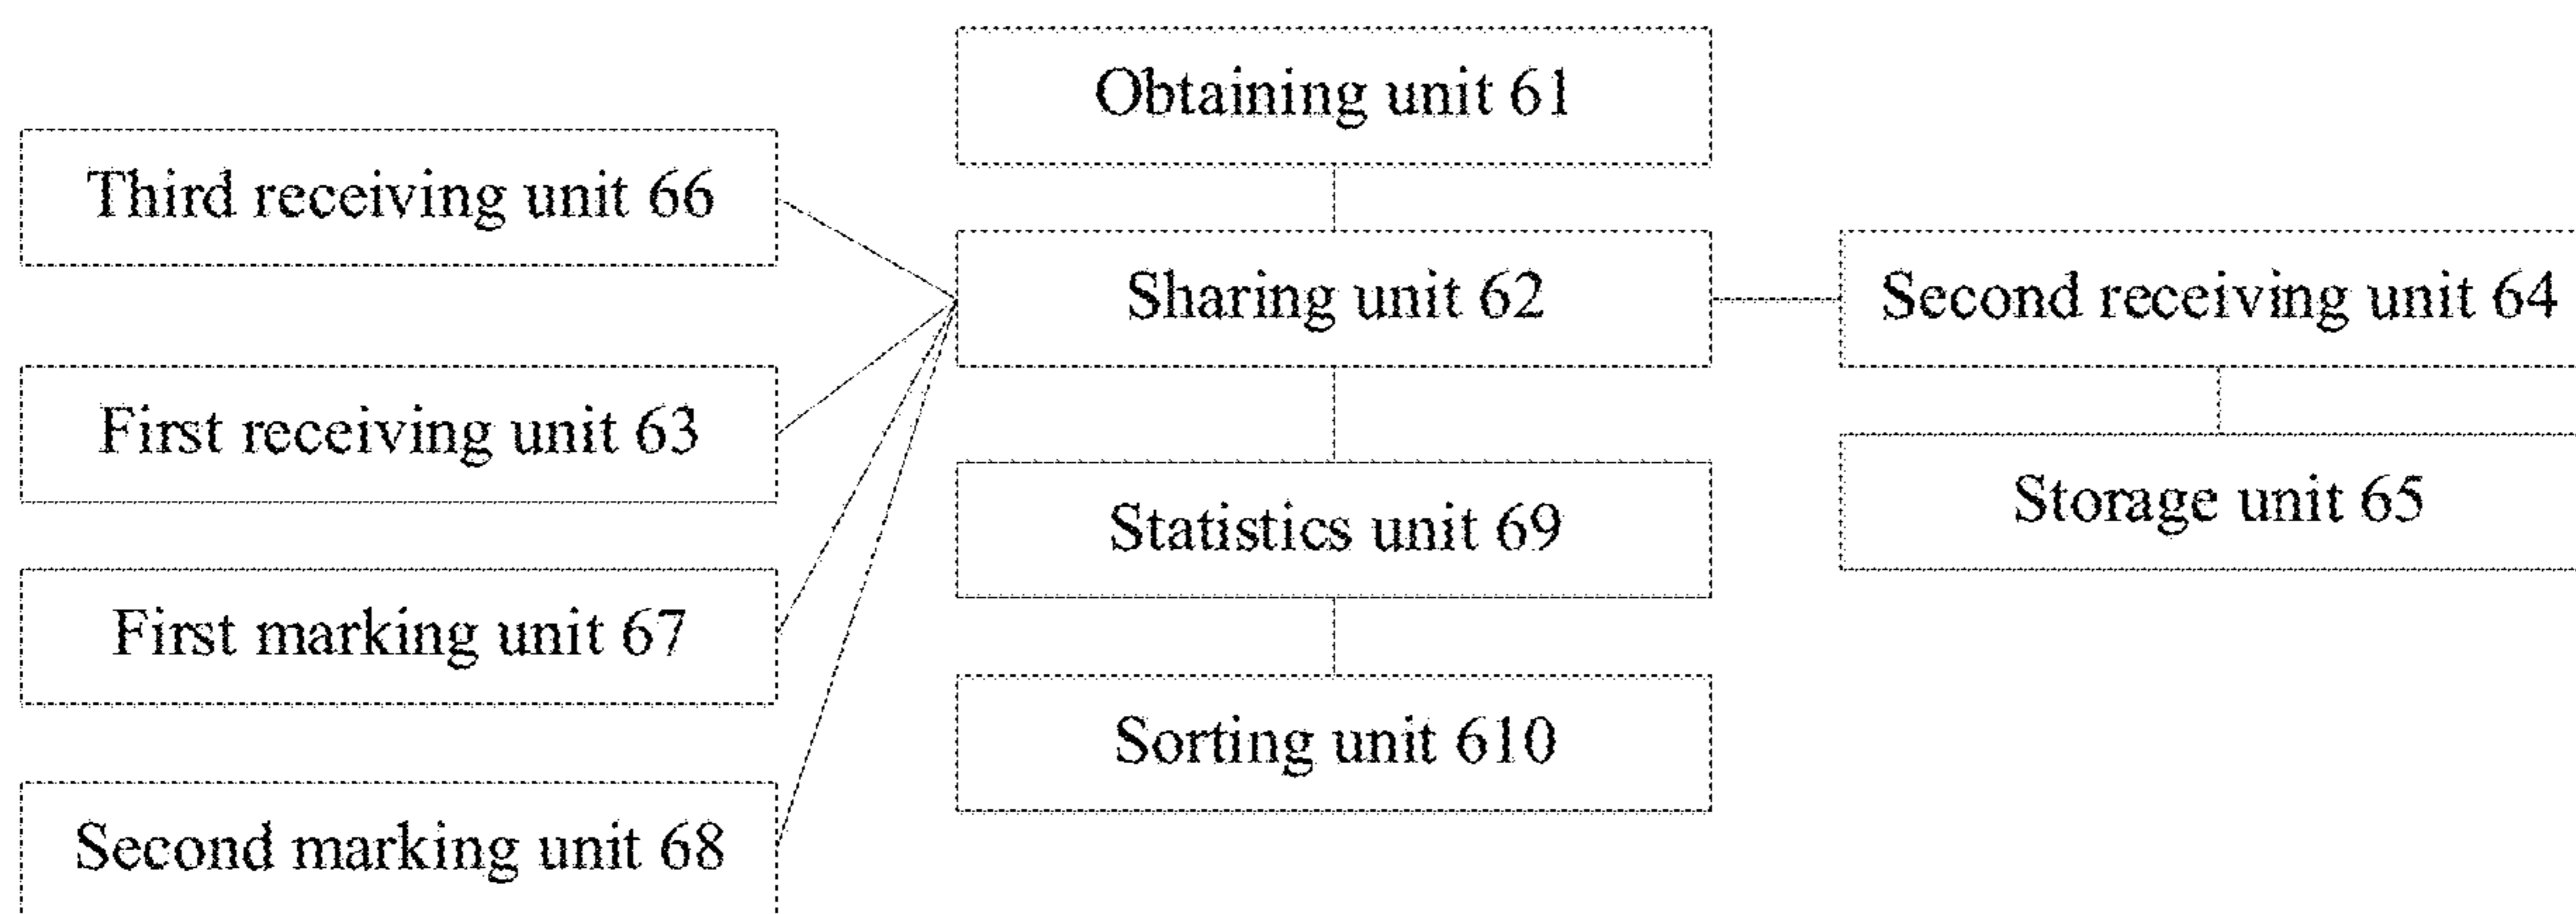 Obtaining unit 61
Third receiving unit 66
Sharing unit 62
Second receiving unit 64
First receiving unit 63
Statistics unit 69
Storage unit 65
First marking unit 67
Sorting unit 610
Second marking unit 68